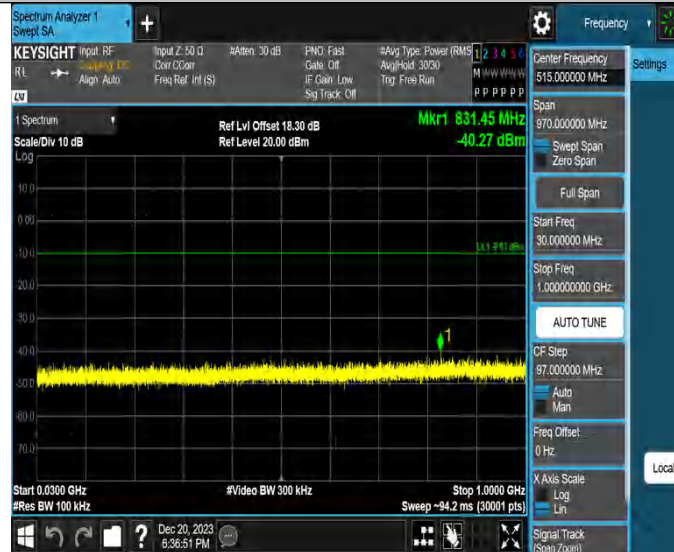 Spectrum Analyzer 1
Swept SA
+
Frequency
KEYSIGHT Input: RF Input Z: 50 Ω #Atten: 30 dB PNO: Fast #Avg Type: Power (RMS 1 2 3 4 5 6
RL Coupling: DC Corr CCorr Gate: Off Avg|Hold: 30/30 M W W W W W
Align: Auto Freq Ref: Int (S) IF Gain: Low Trig: Free Run P P P P P P
Sig Track: Off
LXI
Center Frequency
515.000000 MHz
Settings
1 Spectrum
Scale/Div 10 dB
Log
Ref Lvl Offset 18.30 dB
Ref Level 20.00 dBm
Mkr1 831.45 MHz
-40.27 dBm
10.0
0.00
-10.0
-20.0
-30.0
-40.0
-50.0
-60.0
-70.0
1
Span
970.000000 MHz
Swept Span
Zero Span
Full Span
Start Freq
30.000000 MHz
Stop Freq
1.000000000 GHz
AUTO TUNE
CF Step
97.000000 MHz
Auto
Man
Freq Offset
0 Hz
X Axis Scale
Log
Lin
Local
Signal Track
(Span Zoom)
Start 0.0300 GHz #Video BW 300 kHz Stop 1.0000 GHz
#Res BW 100 kHz Sweep ~94.2 ms (30001 pts)
? Dec 20, 2023
6:36:51 PM